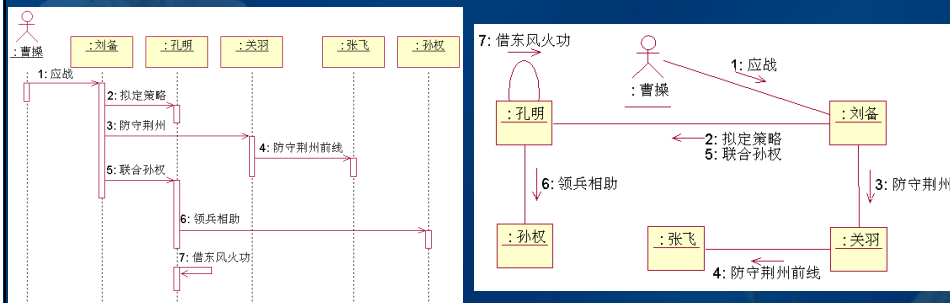 : 曹操
: 刘备
: 孔明
: 关羽
: 张飞
: 孙权
1: 应战
2: 拟定策略
3: 防守荆州
4: 防守荆州前线
5: 联合孙权
6: 领兵相助
7: 借东风火功
7: 借东风火功
: 曹操
1: 应战
: 孔明
: 刘备
2: 拟定策略
5: 联合孙权
6: 领兵相助
3: 防守荆州
: 孙权
: 张飞
: 关羽
4: 防守荆州前线